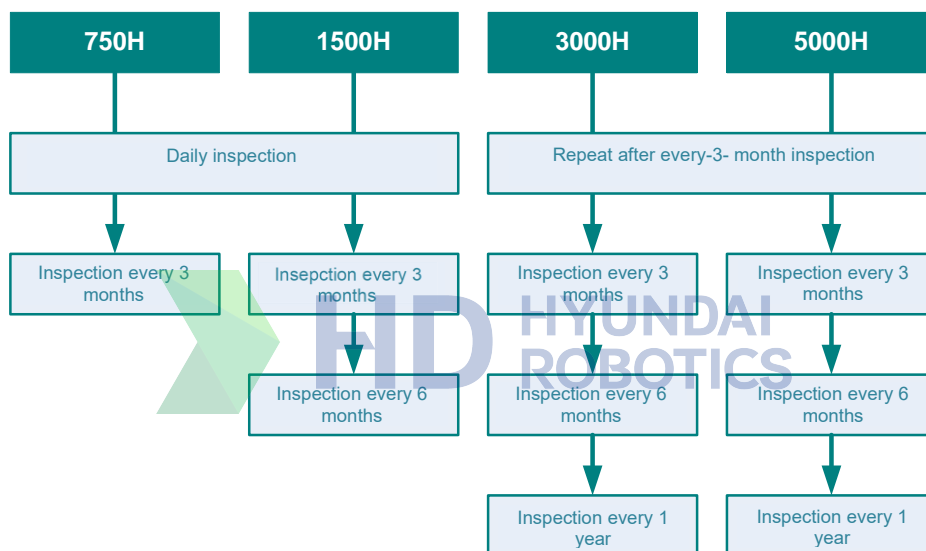 750H
1500H
3000H
5000H
Daily inspection
Repeat after every-3- month inspection
Inspection every 3
months
Insepction every 3
months
Inspection every 3
months
Inspection every 3
months
HD HYUNDAI
ROBOTICS
Inspection every 6
months
Inspection every 6
months
Inspection every 6
months
Inspection every 1
year
Inspection every 1
year